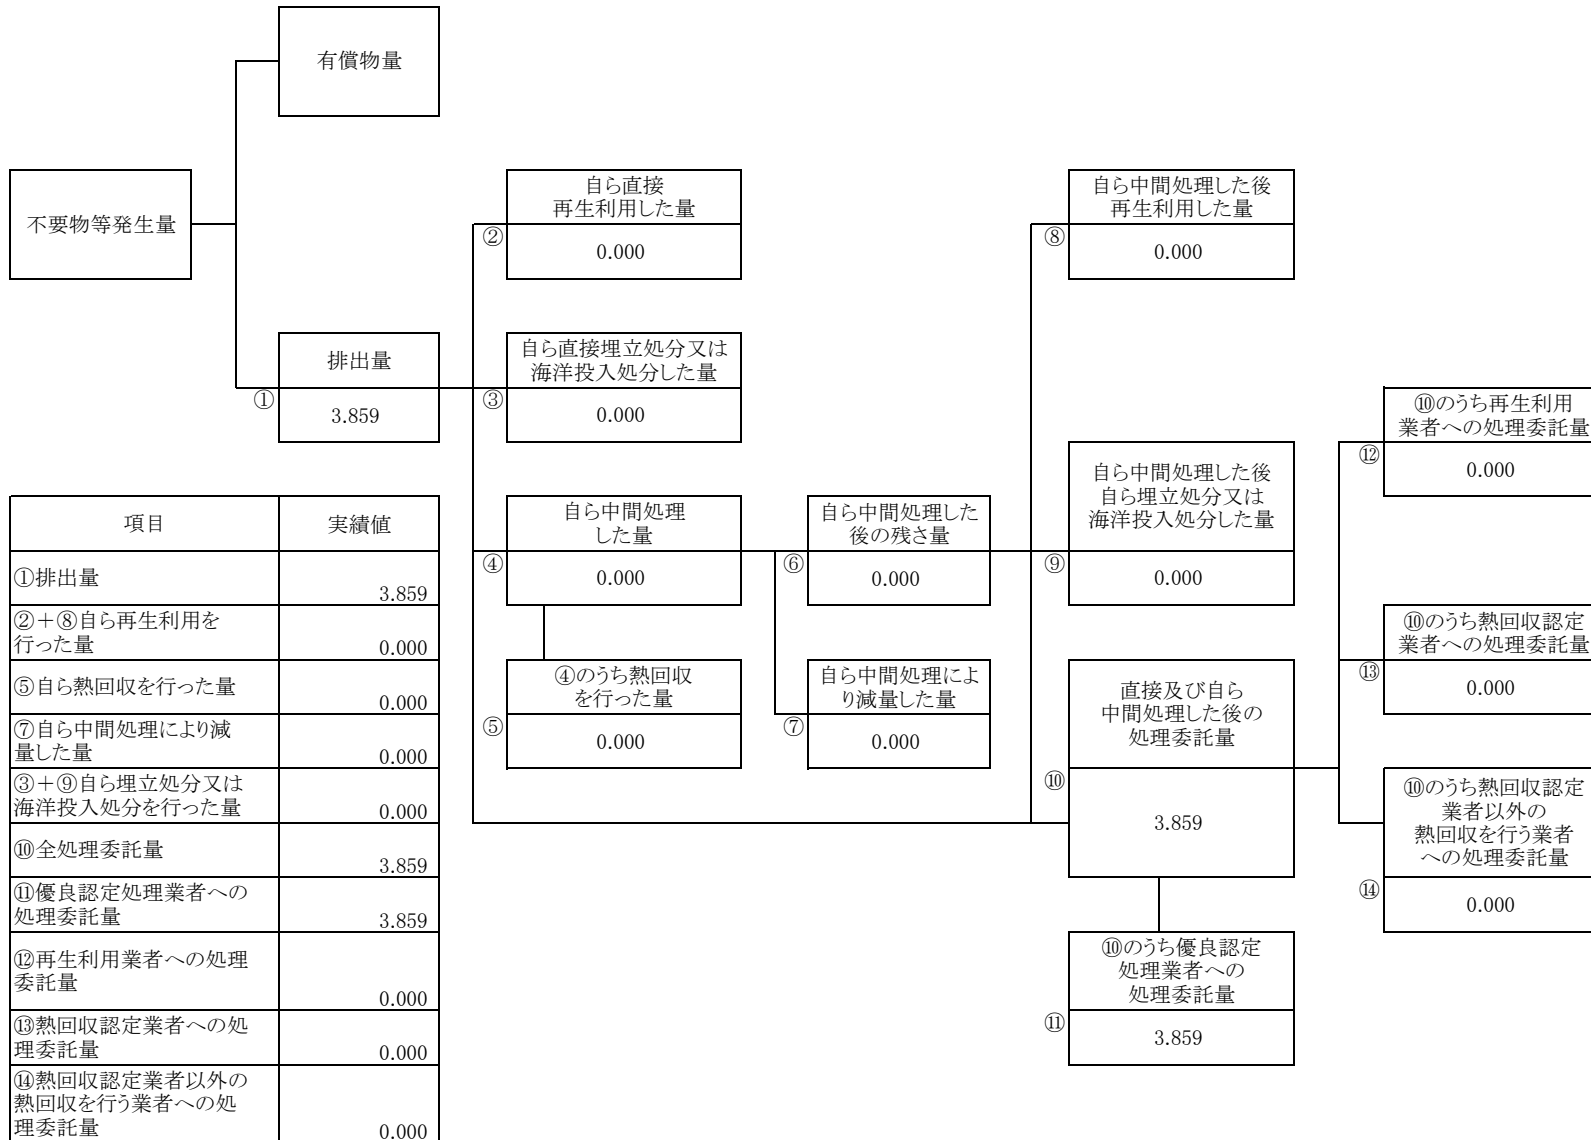 有償物量
不要物等発生量
自ら直接
再生利用した量
②
0.000
自ら中間処理した後
再生利用した量
⑧
0.000
排出量
①
3.859
自ら直接埋立処分又は
海洋投入処分した量
③
0.000
⑩のうち再生利用
業者への処理委託量
⑫
0.000
自ら中間処理
した量
④
0.000
自ら中間処理した
後の残さ量
⑥
0.000
自ら中間処理した後
自ら埋立処分又は
海洋投入処分した量
⑨
0.000
⑩のうち熱回収認定
業者への処理委託量
⑬
0.000
④のうち熱回収
を行った量
⑤
0.000
自ら中間処理によ
り減量した量
⑦
0.000
直接及び自ら
中間処理した後の
処理委託量
⑩
3.859
⑩のうち熱回収認定
業者以外の
熱回収を行う業者
への処理委託量
⑭
0.000
⑩のうち優良認定
処理業者への
処理委託量
⑪
3.859
項目 実績値
①排出量
3.859
②+⑧自ら再生利用を
行った量 0.000
⑤自ら熱回収を行った量
0.000
⑦自ら中間処理により減
量した量 0.000
③+⑨自ら埋立処分又は
海洋投入処分を行った量 0.000
⑩全処理委託量
3.859
⑪優良認定処理業者への
処理委託量 3.859
⑫再生利用業者への処理
委託量
0.000
⑬熱回収認定業者への処
理委託量 0.000
⑭熱回収認定業者以外の
熱回収を行う業者への処
理委託量 0.000